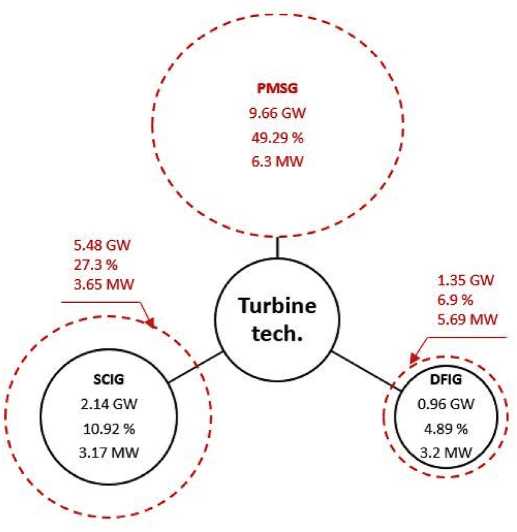 PMSG
9.66 GW
49.29 %
6.3 MW
5.48 GW
27.3 %
3.65 MW
1.35 GW
6.9 %
5.69 MW
Turbine
tech.
SCIG
2.14 GW
10.92 %
3.17 MW
DFIG
0.96 GW
4.89 %
3.2 MW